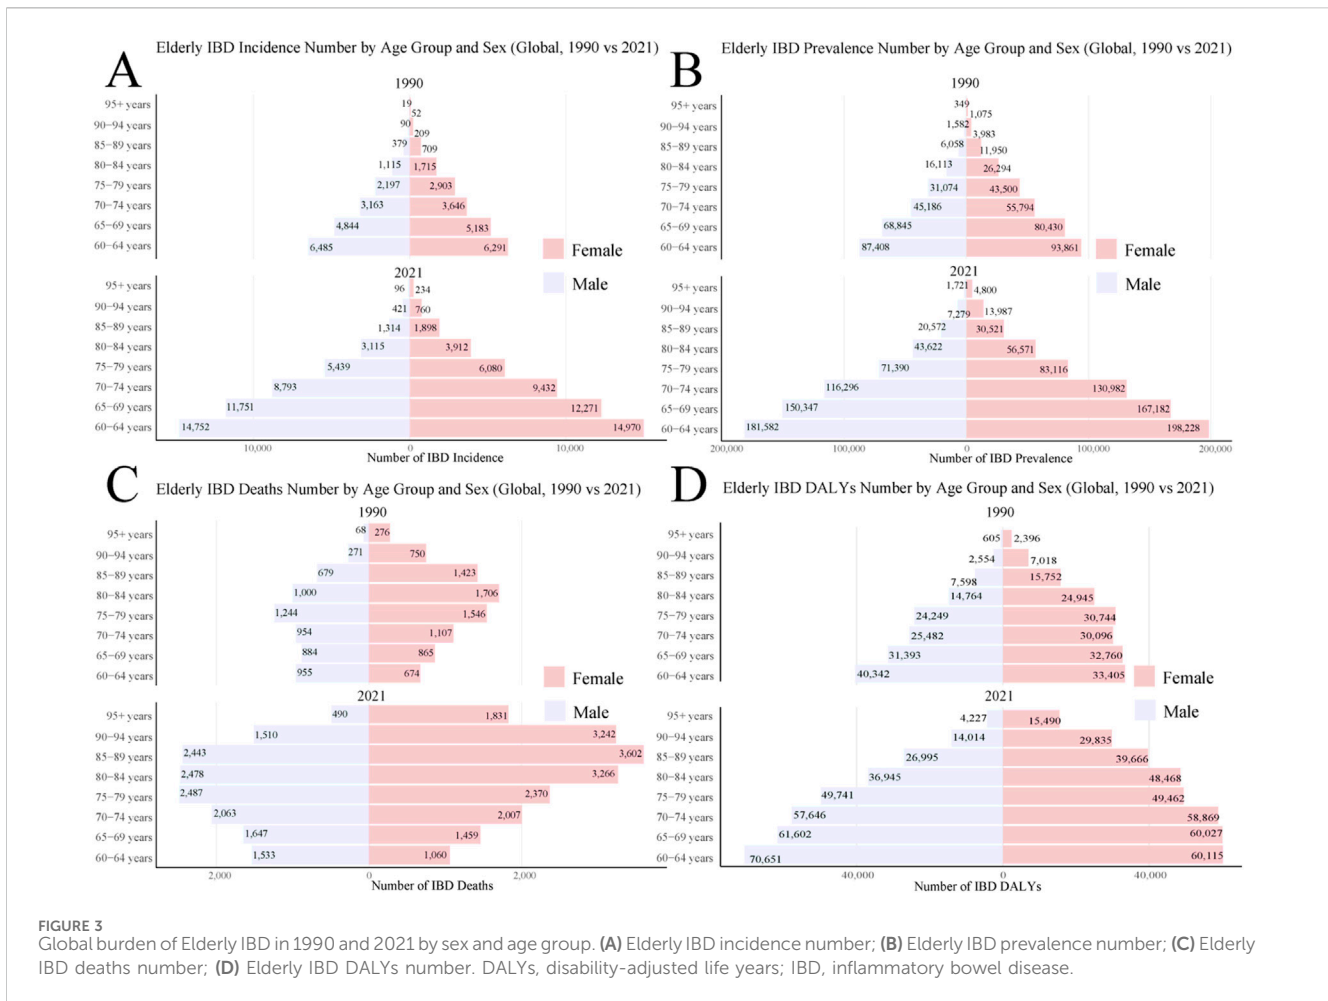 A
Elderly IBD Incidence Number by Age Group and Sex (Global, 1990 vs 2021)
1990
95+ years 19 52
90−94 years 90 209
85−89 years 379 709
80−84 years 1,115 1,715
75−79 years 2,197 2,903
70−74 years 3,163 3,646
65−69 years 4,844 5,183
60−64 years 6,485 6,291
Female
Male
2021
95+ years 96 234
90−94 years 421 760
85−89 years 1,314 1,898
80−84 years 3,115 3,912
75−79 years 5,439 6,080
70−74 years 8,793 9,432
65−69 years 11,751 12,271
60−64 years 14,752 14,970
10,000 0 10,000
Number of IBD Incidence
B
Elderly IBD Prevalence Number by Age Group and Sex (Global, 1990 vs 2021)
1990
95+ years 349 1,075
90−94 years 1,582 3,983
85−89 years 6,058 11,950
80−84 years 16,113 26,294
75−79 years 31,074 43,500
70−74 years 45,186 55,794
65−69 years 68,845 80,430
60−64 years 87,408 93,861
Female
Male
2021
95+ years 1,721 4,800
90−94 years 7,279 13,987
85−89 years 20,572 30,521
80−84 years 43,622 56,571
75−79 years 71,390 83,116
70−74 years 116,296 130,982
65−69 years 150,347 167,182
60−64 years 181,582 198,228
200,000 100,000 0 100,000 200,000
Number of IBD Prevalence
C
Elderly IBD Deaths Number by Age Group and Sex (Global, 1990 vs 2021)
1990
95+ years 68 276
90−94 years 271 750
85−89 years 679 1,423
80−84 years 1,000 1,706
75−79 years 1,244 1,546
70−74 years 954 1,107
65−69 years 884 865
60−64 years 955 674
Female
Male
2021
95+ years 490 1,831
90−94 years 1,510 3,242
85−89 years 2,443 3,602
80−84 years 2,478 3,266
75−79 years 2,487 2,370
70−74 years 2,063 2,007
65−69 years 1,647 1,459
60−64 years 1,533 1,060
2,000 0 2,000
Number of IBD Deaths
D
Elderly IBD DALYs Number by Age Group and Sex (Global, 1990 vs 2021)
1990
95+ years 605 2,396
90−94 years 2,554 7,018
85−89 years 7,598 15,752
80−84 years 14,764 24,945
75−79 years 24,249 30,744
70−74 years 25,482 30,096
65−69 years 31,393 32,760
60−64 years 40,342 33,405
Female
Male
2021
95+ years 4,227 15,490
90−94 years 14,014 29,835
85−89 years 26,995 39,666
80−84 years 36,945 48,468
75−79 years 49,741 49,462
70−74 years 57,646 58,869
65−69 years 61,602 60,027
60−64 years 70,651 60,115
40,000 0 40,000
Number of IBD DALYs
FIGURE 3
Global burden of Elderly IBD in 1990 and 2021 by sex and age group. (A) Elderly IBD incidence number; (B) Elderly IBD prevalence number; (C) Elderly
IBD deaths number; (D) Elderly IBD DALYs number. DALYs, disability-adjusted life years; IBD, inflammatory bowel disease.